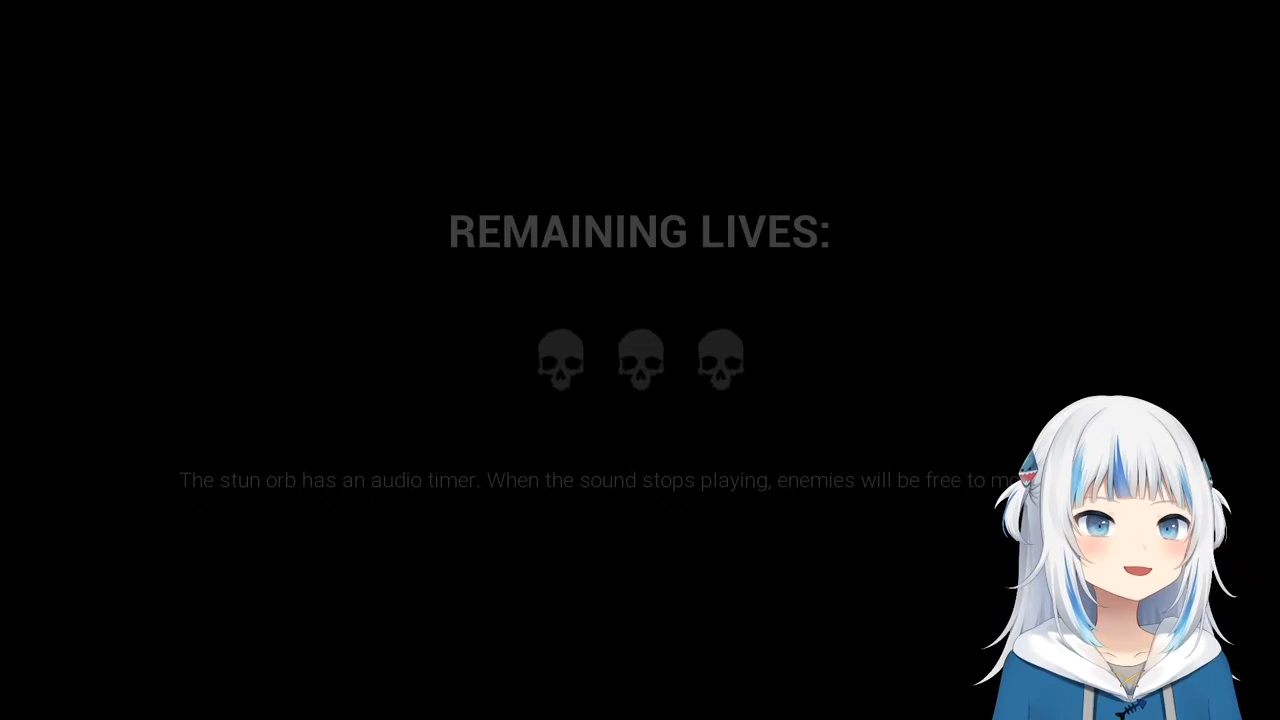 REMAINING LIVES:
The stun orb has an audio timer. When the sound stops playing, enemies will be free to